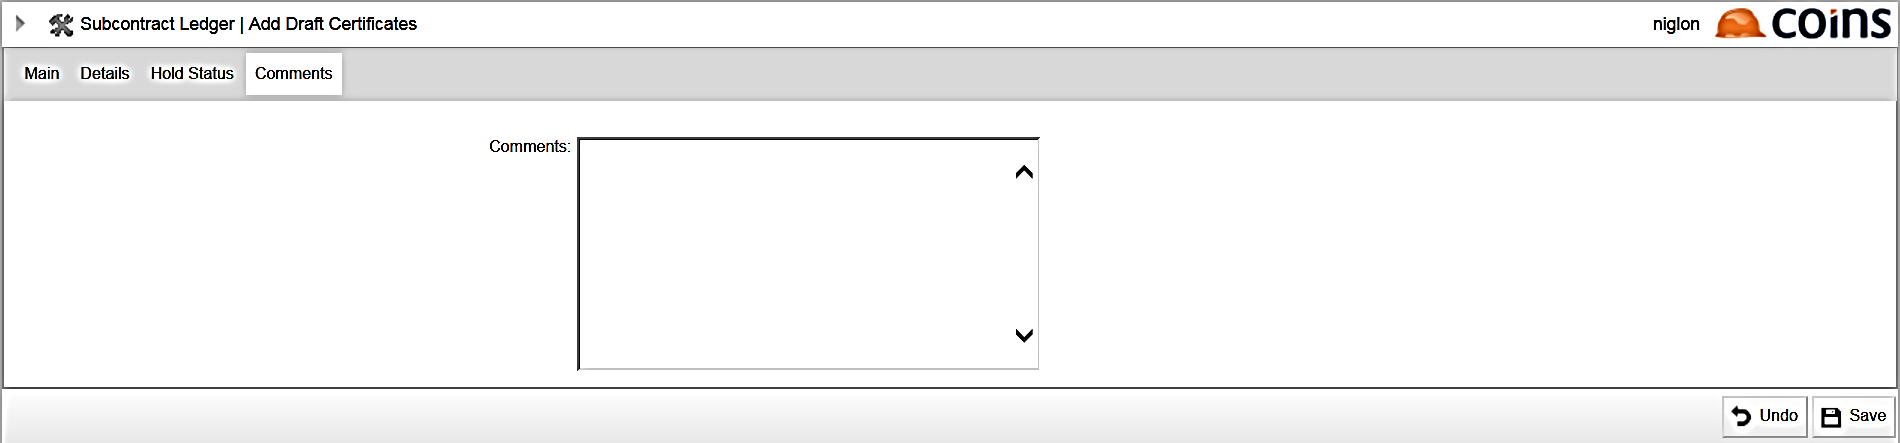 Subcontract Ledger | Add Draft Certificates
niglon
coins
Main Details Hold Status Comments
Comments:
Undo Save